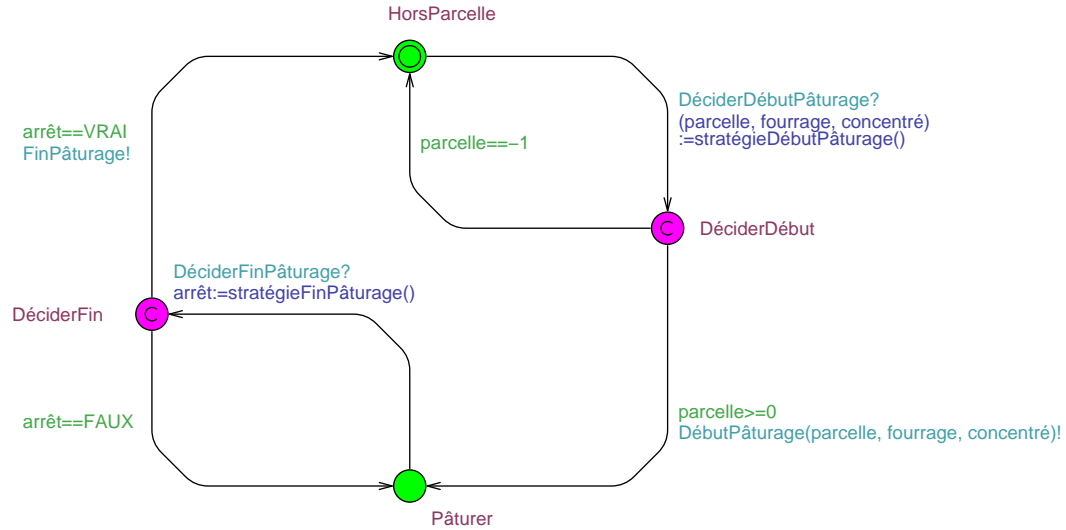 HorsParcelle
DéciderDébutPâturage?
(parcelle, fourrage, concentré)
:=stratégieDébutPâturage()
arrêt==VRAI
FinPâturage!
parcelle==−1
C
DéciderDébut
DéciderFinPâturage?
arrêt:=stratégieFinPâturage()
DéciderFin
C
parcelle>=0
DébutPâturage(parcelle, fourrage, concentré)!
arrêt==FAUX
Pâturer